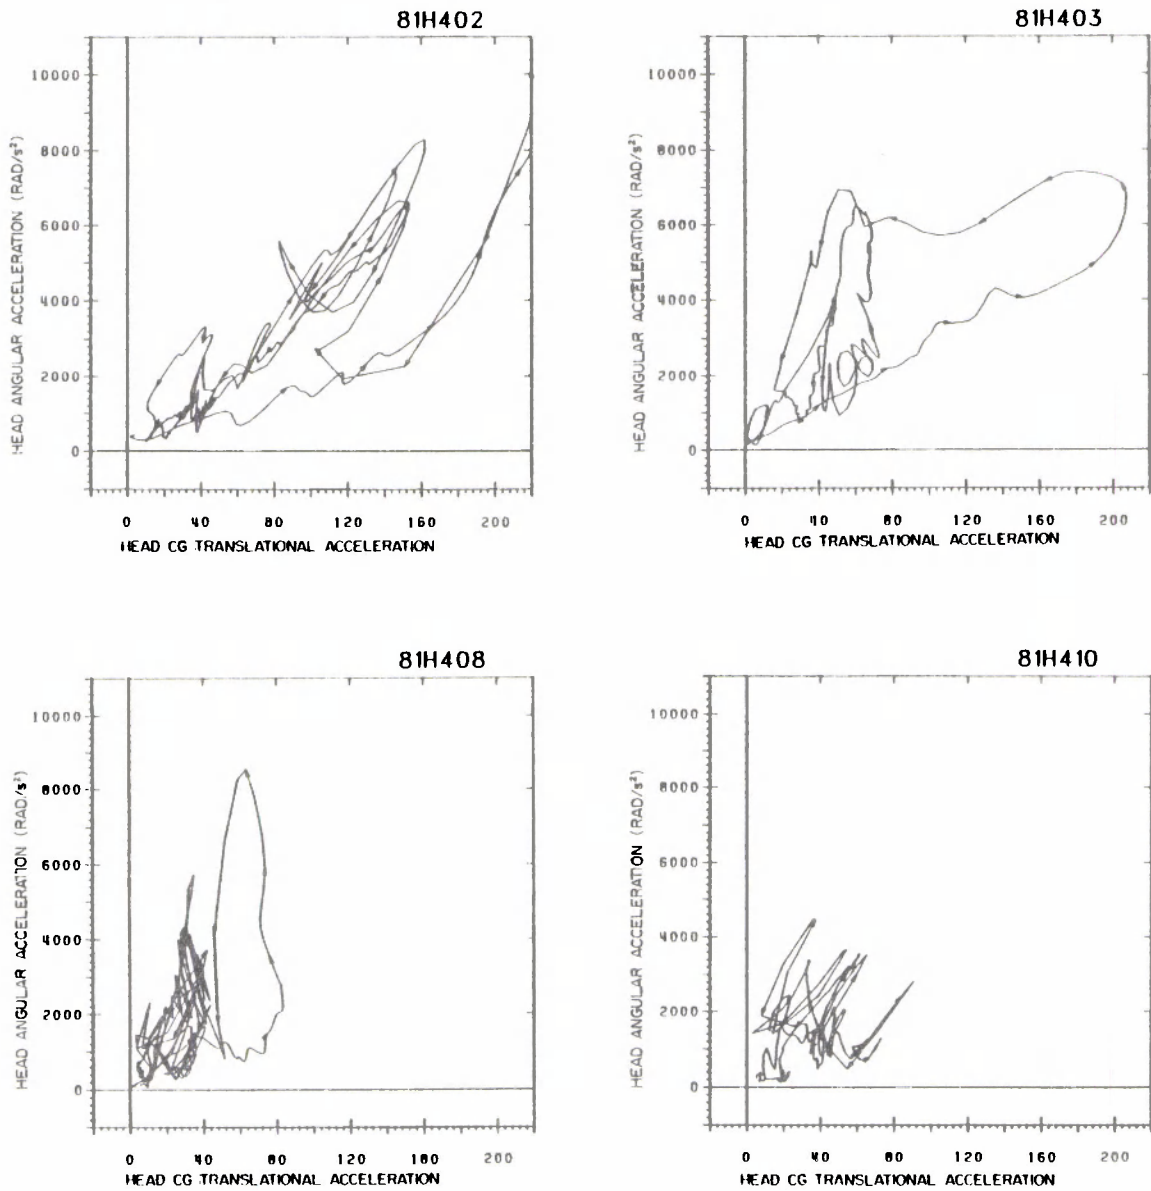 81H402
10000
8000
6000
4000
2000
0
HEAD ANGULAR ACCELERATION (RAD/s²)
0 40 80 120 160 200
HEAD CG TRANSLATIONAL ACCELERATION
81H403
10000
8000
6000
4000
2000
0
HEAD ANGULAR ACCELERATION (RAD/s²)
0 40 80 120 160 200
HEAD CG TRANSLATIONAL ACCELERATION
81H408
10000
8000
6000
4000
2000
0
HEAD ANGULAR ACCELERATION (RAD/s²)
0 40 80 120 160 200
HEAD CG TRANSLATIONAL ACCELERATION
81H410
10000
8000
6000
4000
2000
0
HEAD ANGULAR ACCELERATION (RAD/s²)
0 40 80 120 160 200
HEAD CG TRANSLATIONAL ACCELERATION